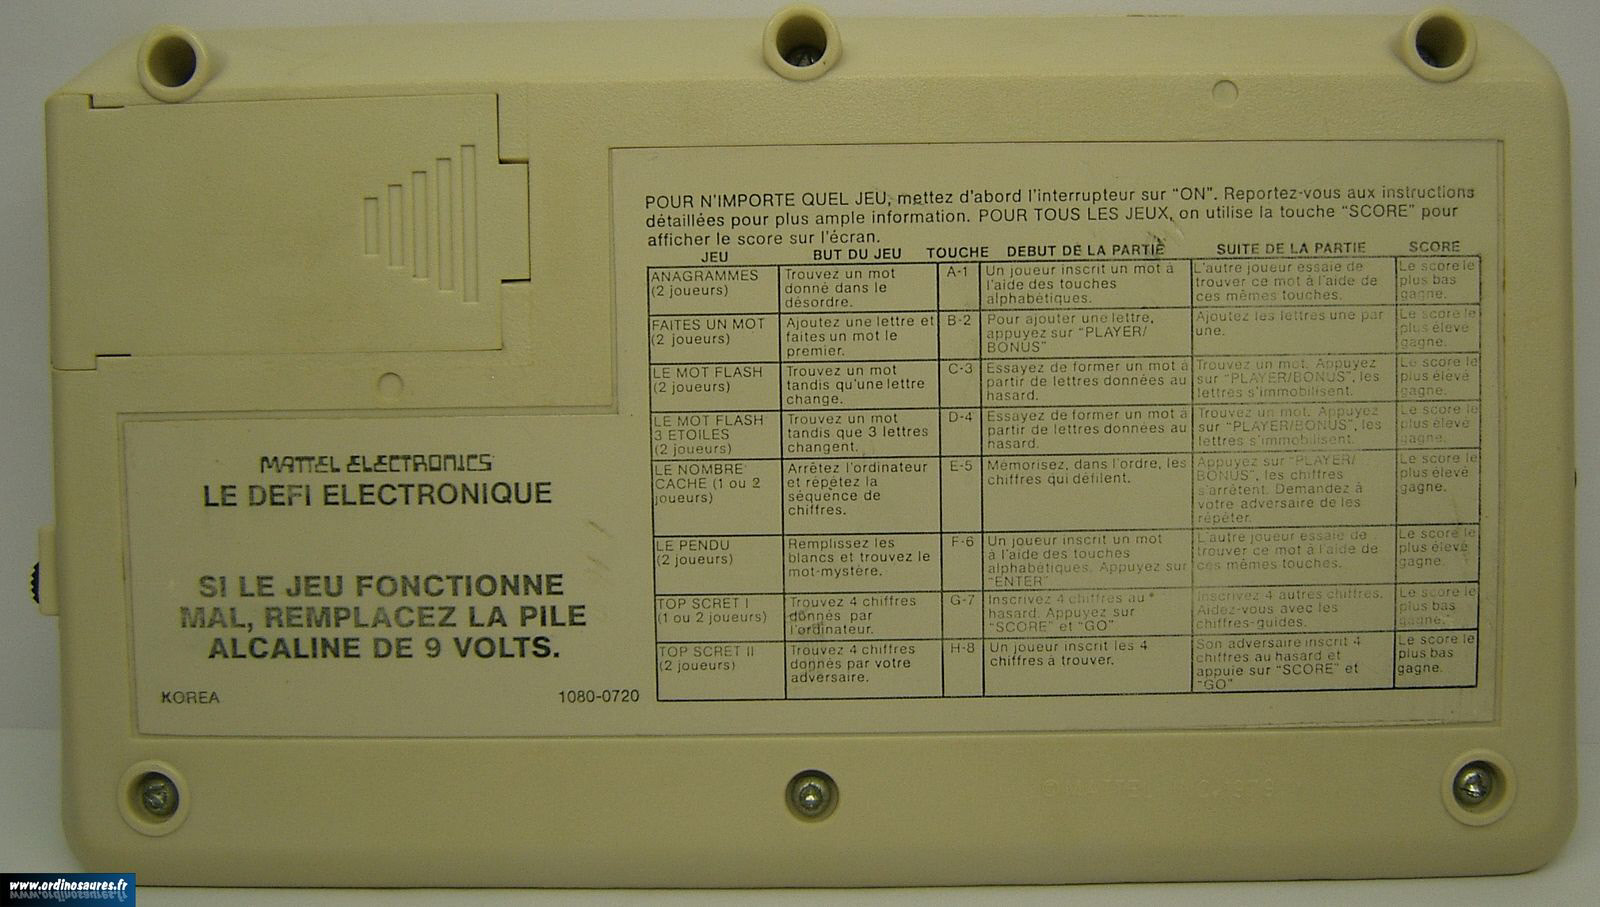 POUR N'IMPORTE QUEL JEU, mettez d'abord l'interrupteur sur "ON". Reportez-vous aux instructions
détaillées pour plus ample information. POUR TOUS LES JEUX, on utilise la touche "SCORE" pour
afficher le score sur l'écran.
JEU BUT DU JEU TOUCHE DEBUT DE LA PARTIE SUITE DE LA PARTIE SCORE
ANAGRAMMES
(2 joueurs)
Trouvez un mot
donné dans le
désordre.
A-1
Un joueur inscrit un mot à
l'aide des touches
alphabétiques.
L'autre joueur essaie de
trouver ce mot à l'aide de
ces mêmes touches.
Le score le
plus bas
gagne.
FAITES UN MOT
(2 joueurs)
Ajoutez une lettre et
faites un mot le
premier.
B-2
Pour ajouter une lettre,
appuyez sur "PLAYER/
BONUS"
Ajoutez les lettres une par
une.
Le score le
plus élevé
gagne.
LE MOT FLASH
(2 joueurs)
Trouvez un mot
tandis qu'une lettre
change.
C-3
Essayez de former un mot à
partir de lettres données au
hasard.
Trouvez un mot. Appuyez
sur "PLAYER/BONUS", les
lettres s'immobilisent.
Le score le
plus élevé
gagne.
LE MOT FLASH
3 ETOILES
(2 joueurs)
Trouvez un mot
tandis que 3 lettres
changent.
D-4
Essayez de former un mot à
partir de lettres données au
hasard.
Trouvez un mot. Appuyez
sur "PLAYER/BONUS", les
lettres s'immobilisent.
Le score le
plus élevé
gagne.
LE NOMBRE
CACHE (1 ou 2
joueurs)
Arrêtez l'ordinateur
et répétez la
séquence de
chiffres.
E-5
Mémorisez, dans l'ordre, les
chiffres qui défilent.
Appuyez sur "PLAYER/
BONUS", les chiffres
s'arrêtent. Demandez à
votre adversaire de les
répéter.
Le score le
plus élevé
gagne.
LE PENDU
(2 joueurs)
Remplissez les
blancs et trouvez le
mot-mystère.
F-6
Un joueur inscrit un mot
à l'aide des touches
alphabétiques. Appuyez sur
"ENTER"
L'autre joueur essaie de
trouver ce mot à l'aide de
ces mêmes touches.
Le score le
plus élevé
gagne.
TOP SCRET I
(1 ou 2 joueurs)
Trouvez 4 chiffres
donnés par
l'ordinateur.
G-7
Inscrivez 4 chiffres au
hasard. Appuyez sur
"SCORE" et "GO"
Inscrivez 4 autres chiffres.
Aidez-vous avec les
chiffres-guides.
Le score le
plus bas
gagne.
TOP SCRET II
(2 joueurs)
Trouvez 4 chiffres
donnés par votre
adversaire.
H-8
Un joueur inscrit les 4
chiffres à trouver.
Son adversaire inscrit 4
chiffres au hasard et
appuie sur "SCORE" et
"GO"
Le score le
plus bas
gagne.
MATTEL ELECTRONICS
LE DEFI ELECTRONIQUE
SI LE JEU FONCTIONNE
MAL, REMPLACEZ LA PILE
ALCALINE DE 9 VOLTS.
KOREA 1080-0720
www.ordinosaures.fr